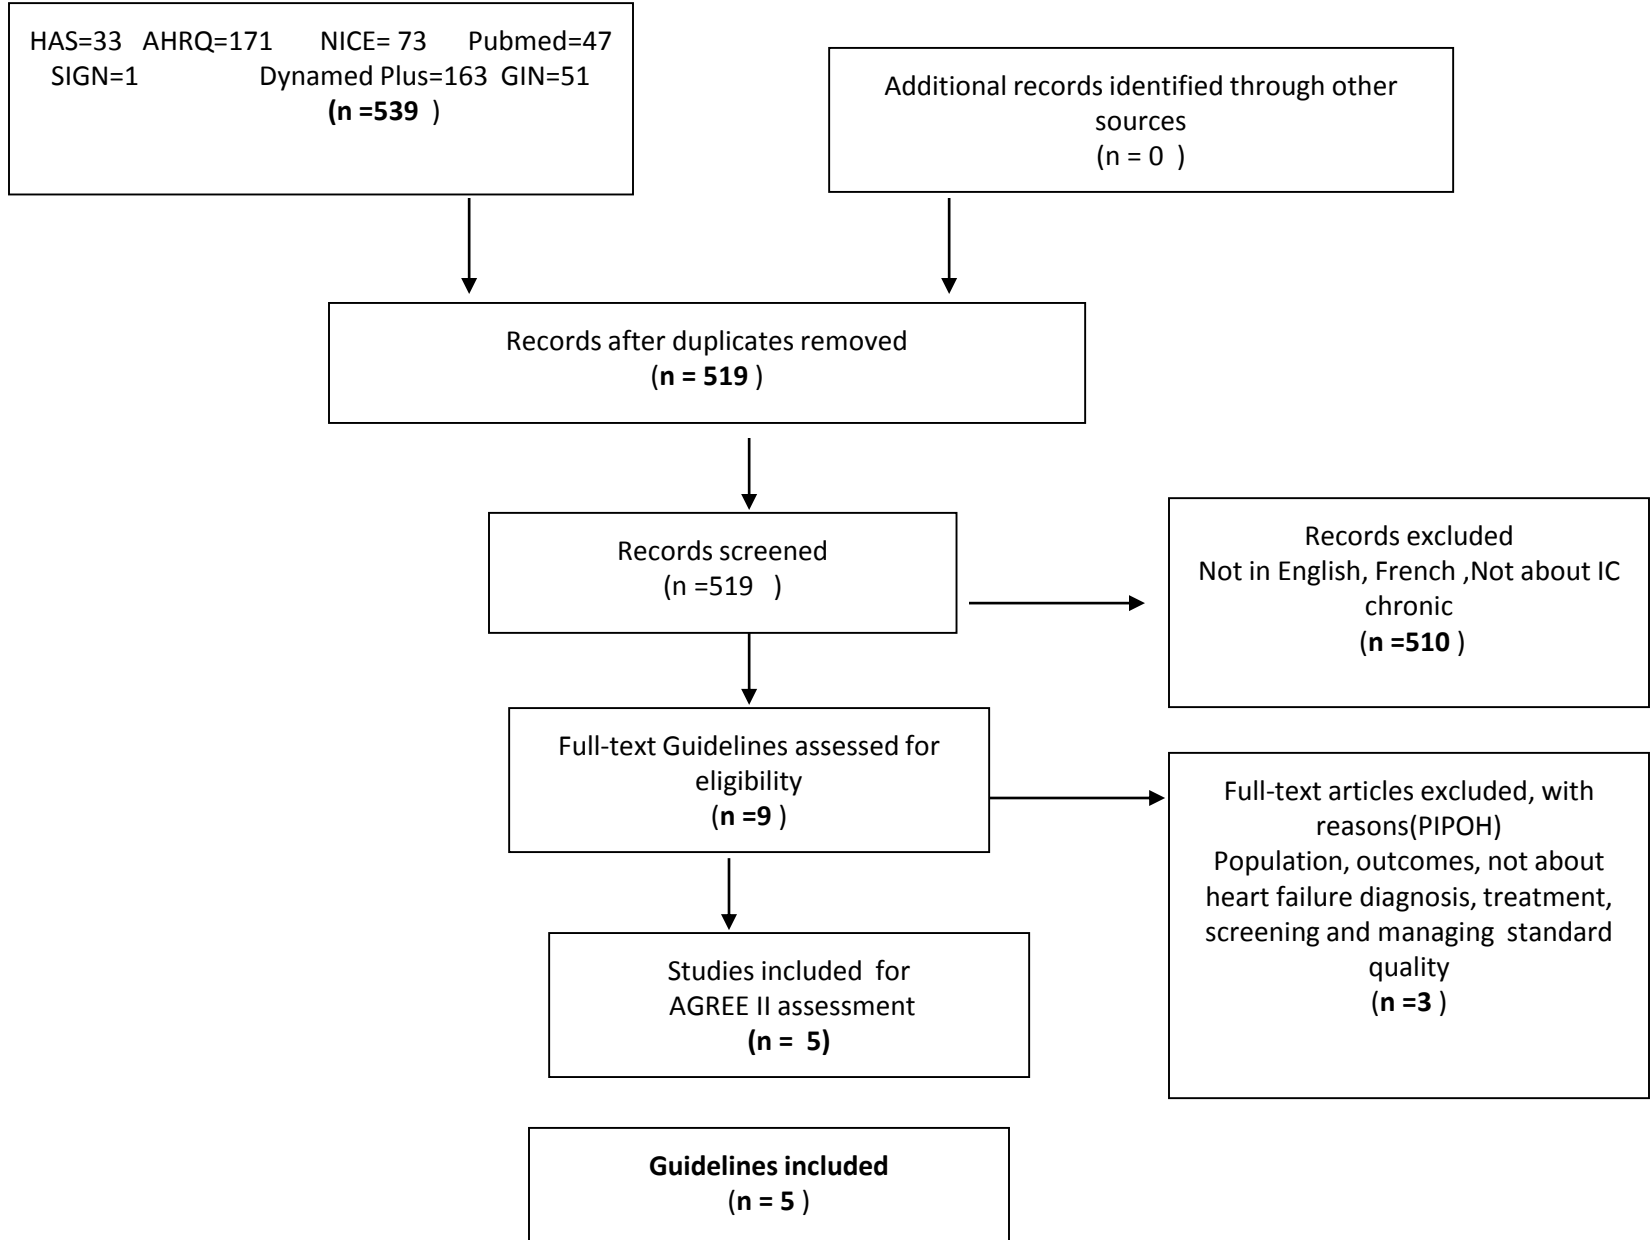 HAS=33 AHRQ=171 NICE= 73 Pubmed=47
SIGN=1 Dynamed Plus=163 GIN=51
(n =539 )
Additional records identified through other
sources
(n = 0 )
Records after duplicates removed
(n = 519 )
Records screened
(n =519 )
Records excluded
Not in English, French ,Not about IC
chronic
(n =510 )
Full-text Guidelines assessed for
eligibility
(n =9 )
Full-text articles excluded, with
reasons(PIPOH)
Population, outcomes, not about
heart failure diagnosis, treatment,
screening and managing standard
quality
(n =3 )
Studies included for
AGREE II assessment
(n = 5)
Guidelines included
(n = 5 )